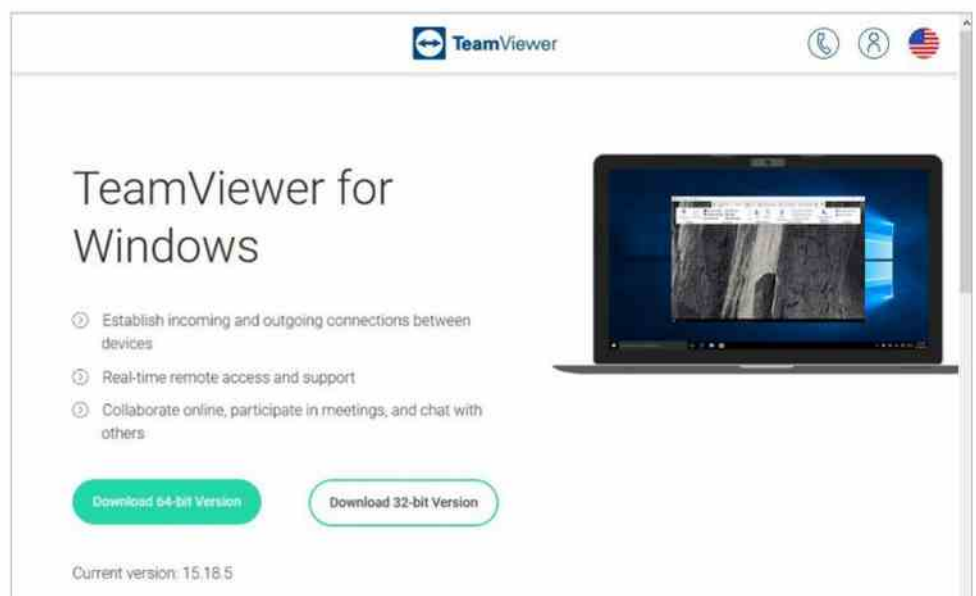 TeamViewer
TeamViewer for
Windows
Establish incoming and outgoing connections between
devices
Real-time remote access and support
Collaborate online, participate in meetings, and chat with
others
Download 64-bit Version
Download 32-bit Version
Current version: 15.18.5